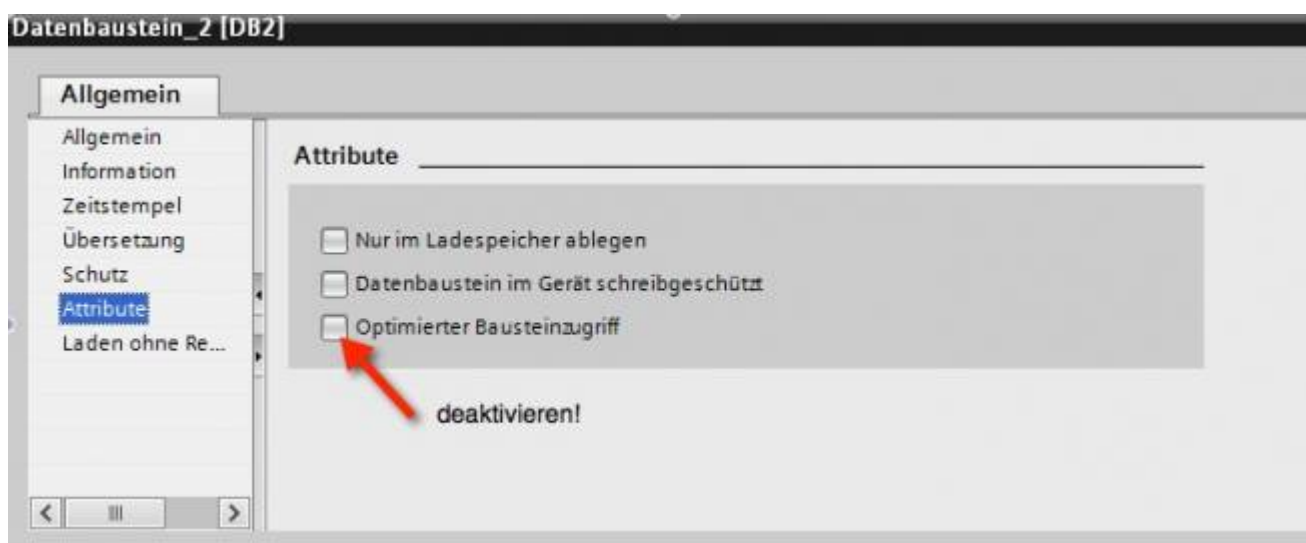 Datenbaustein_2 [DB2]
Allgemein
Allgemein
Information
Zeitstempel
Übersetzung
Schutz
Attribute
Laden ohne Re...
Attribute
Nur im Ladespeicher ablegen
Datenbaustein im Gerät schreibgeschützt
Optimierter Bausteinzugriff
deaktivieren!